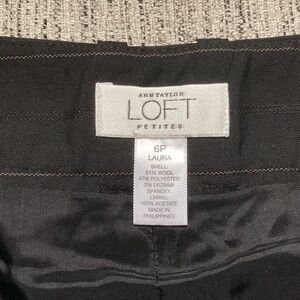 ANN TAYLOR
LOFT
PETITES
6P
LAURA
SHELL:
51% WOOL
47% POLYESTER
2% LYCRA®
SPANDEX
LINING:
100% ACETATE
MADE IN
PHILIPPINES